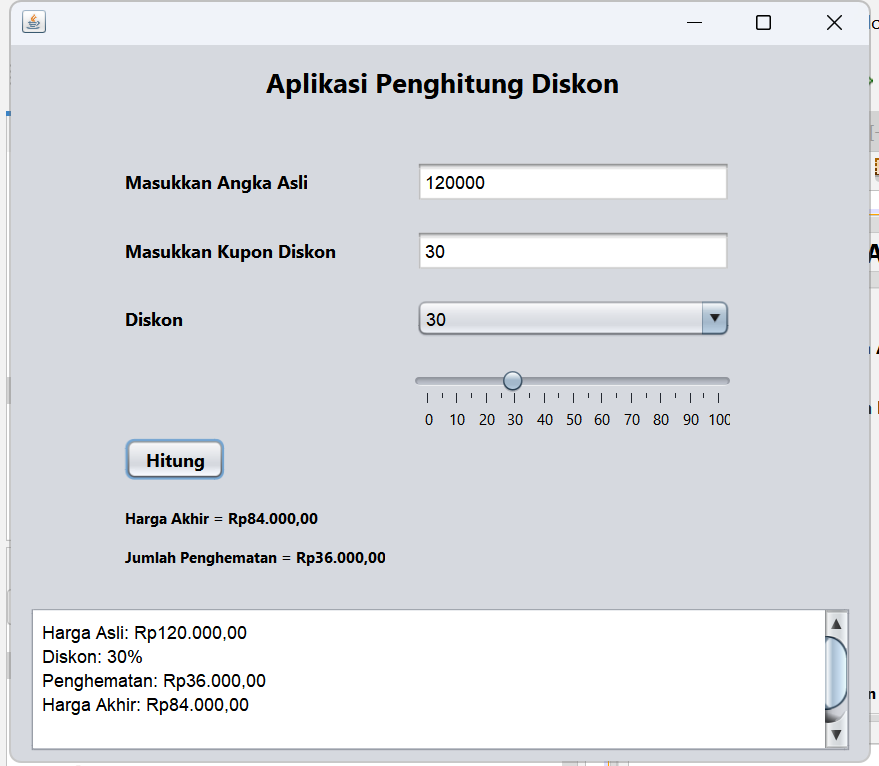 Aplikasi Penghitung Diskon
Masukkan Angka Asli 120000
Masukkan Kupon Diskon 30
Diskon 30
0 10 20 30 40 50 60 70 80 90 100
Hitung
Harga Akhir = Rp84.000,00
Jumlah Penghematan = Rp36.000,00
Harga Asli: Rp120.000,00
Diskon: 30%
Penghematan: Rp36.000,00
Harga Akhir: Rp84.000,00